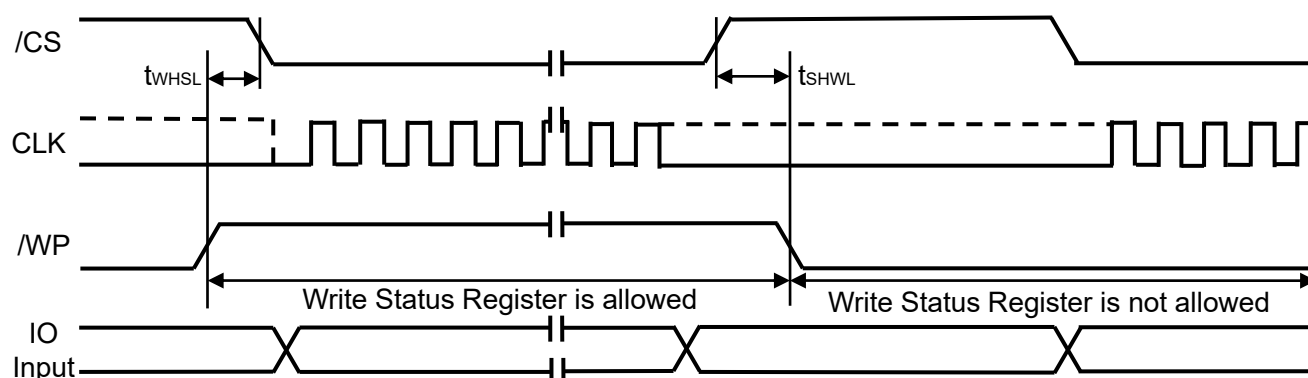 /CS
tWHSL
tSHWL
CLK
/WP
Write Status Register is allowed
Write Status Register is not allowed
IO
Input